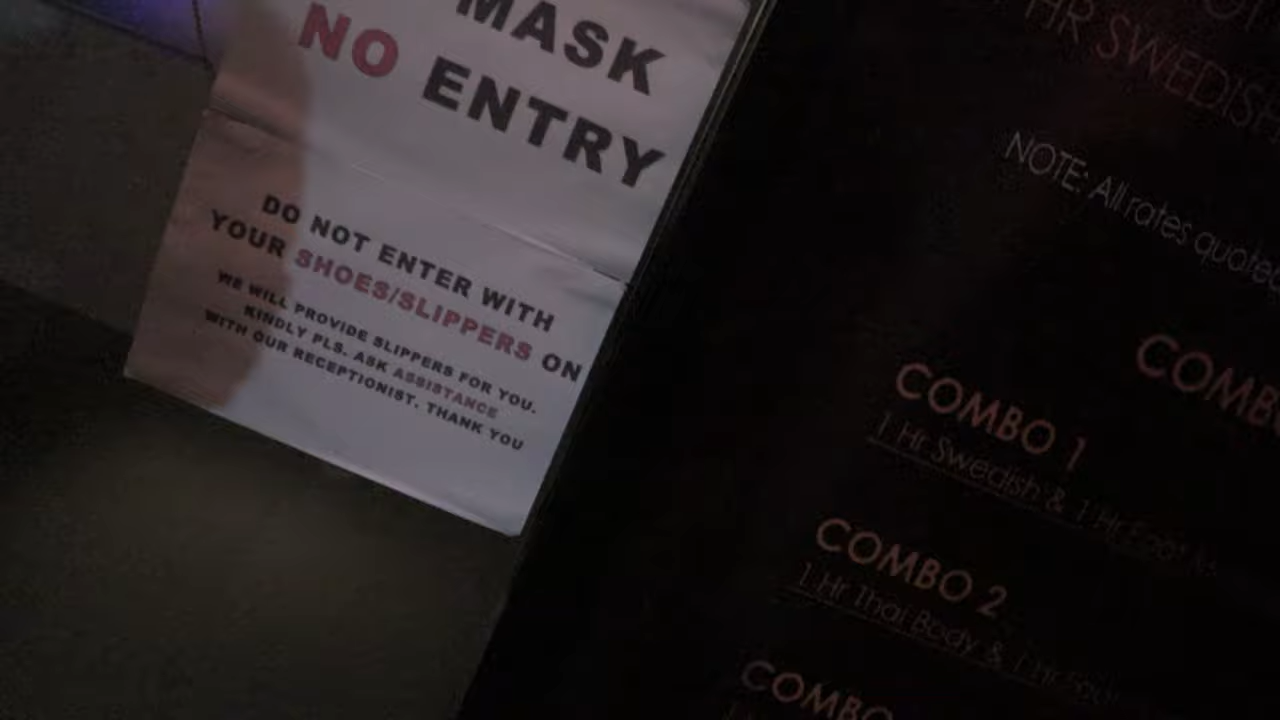 MASK
NO ENTRY
DO NOT ENTER WITH
YOUR SHOES/SLIPPERS ON
WE WILL PROVIDE SLIPPERS FOR YOU.
KINDLY PLS. ASK ASSISTANCE
WITH OUR RECEPTIONIST. THANK YOU
HR SWEDISH
NOTE: All rates quoted
COMBO
COMBO 1
1 Hr Swedish & 1 Hr Foot
COMBO 2
1 Hr Thai Body & 1 Hr
COMBO